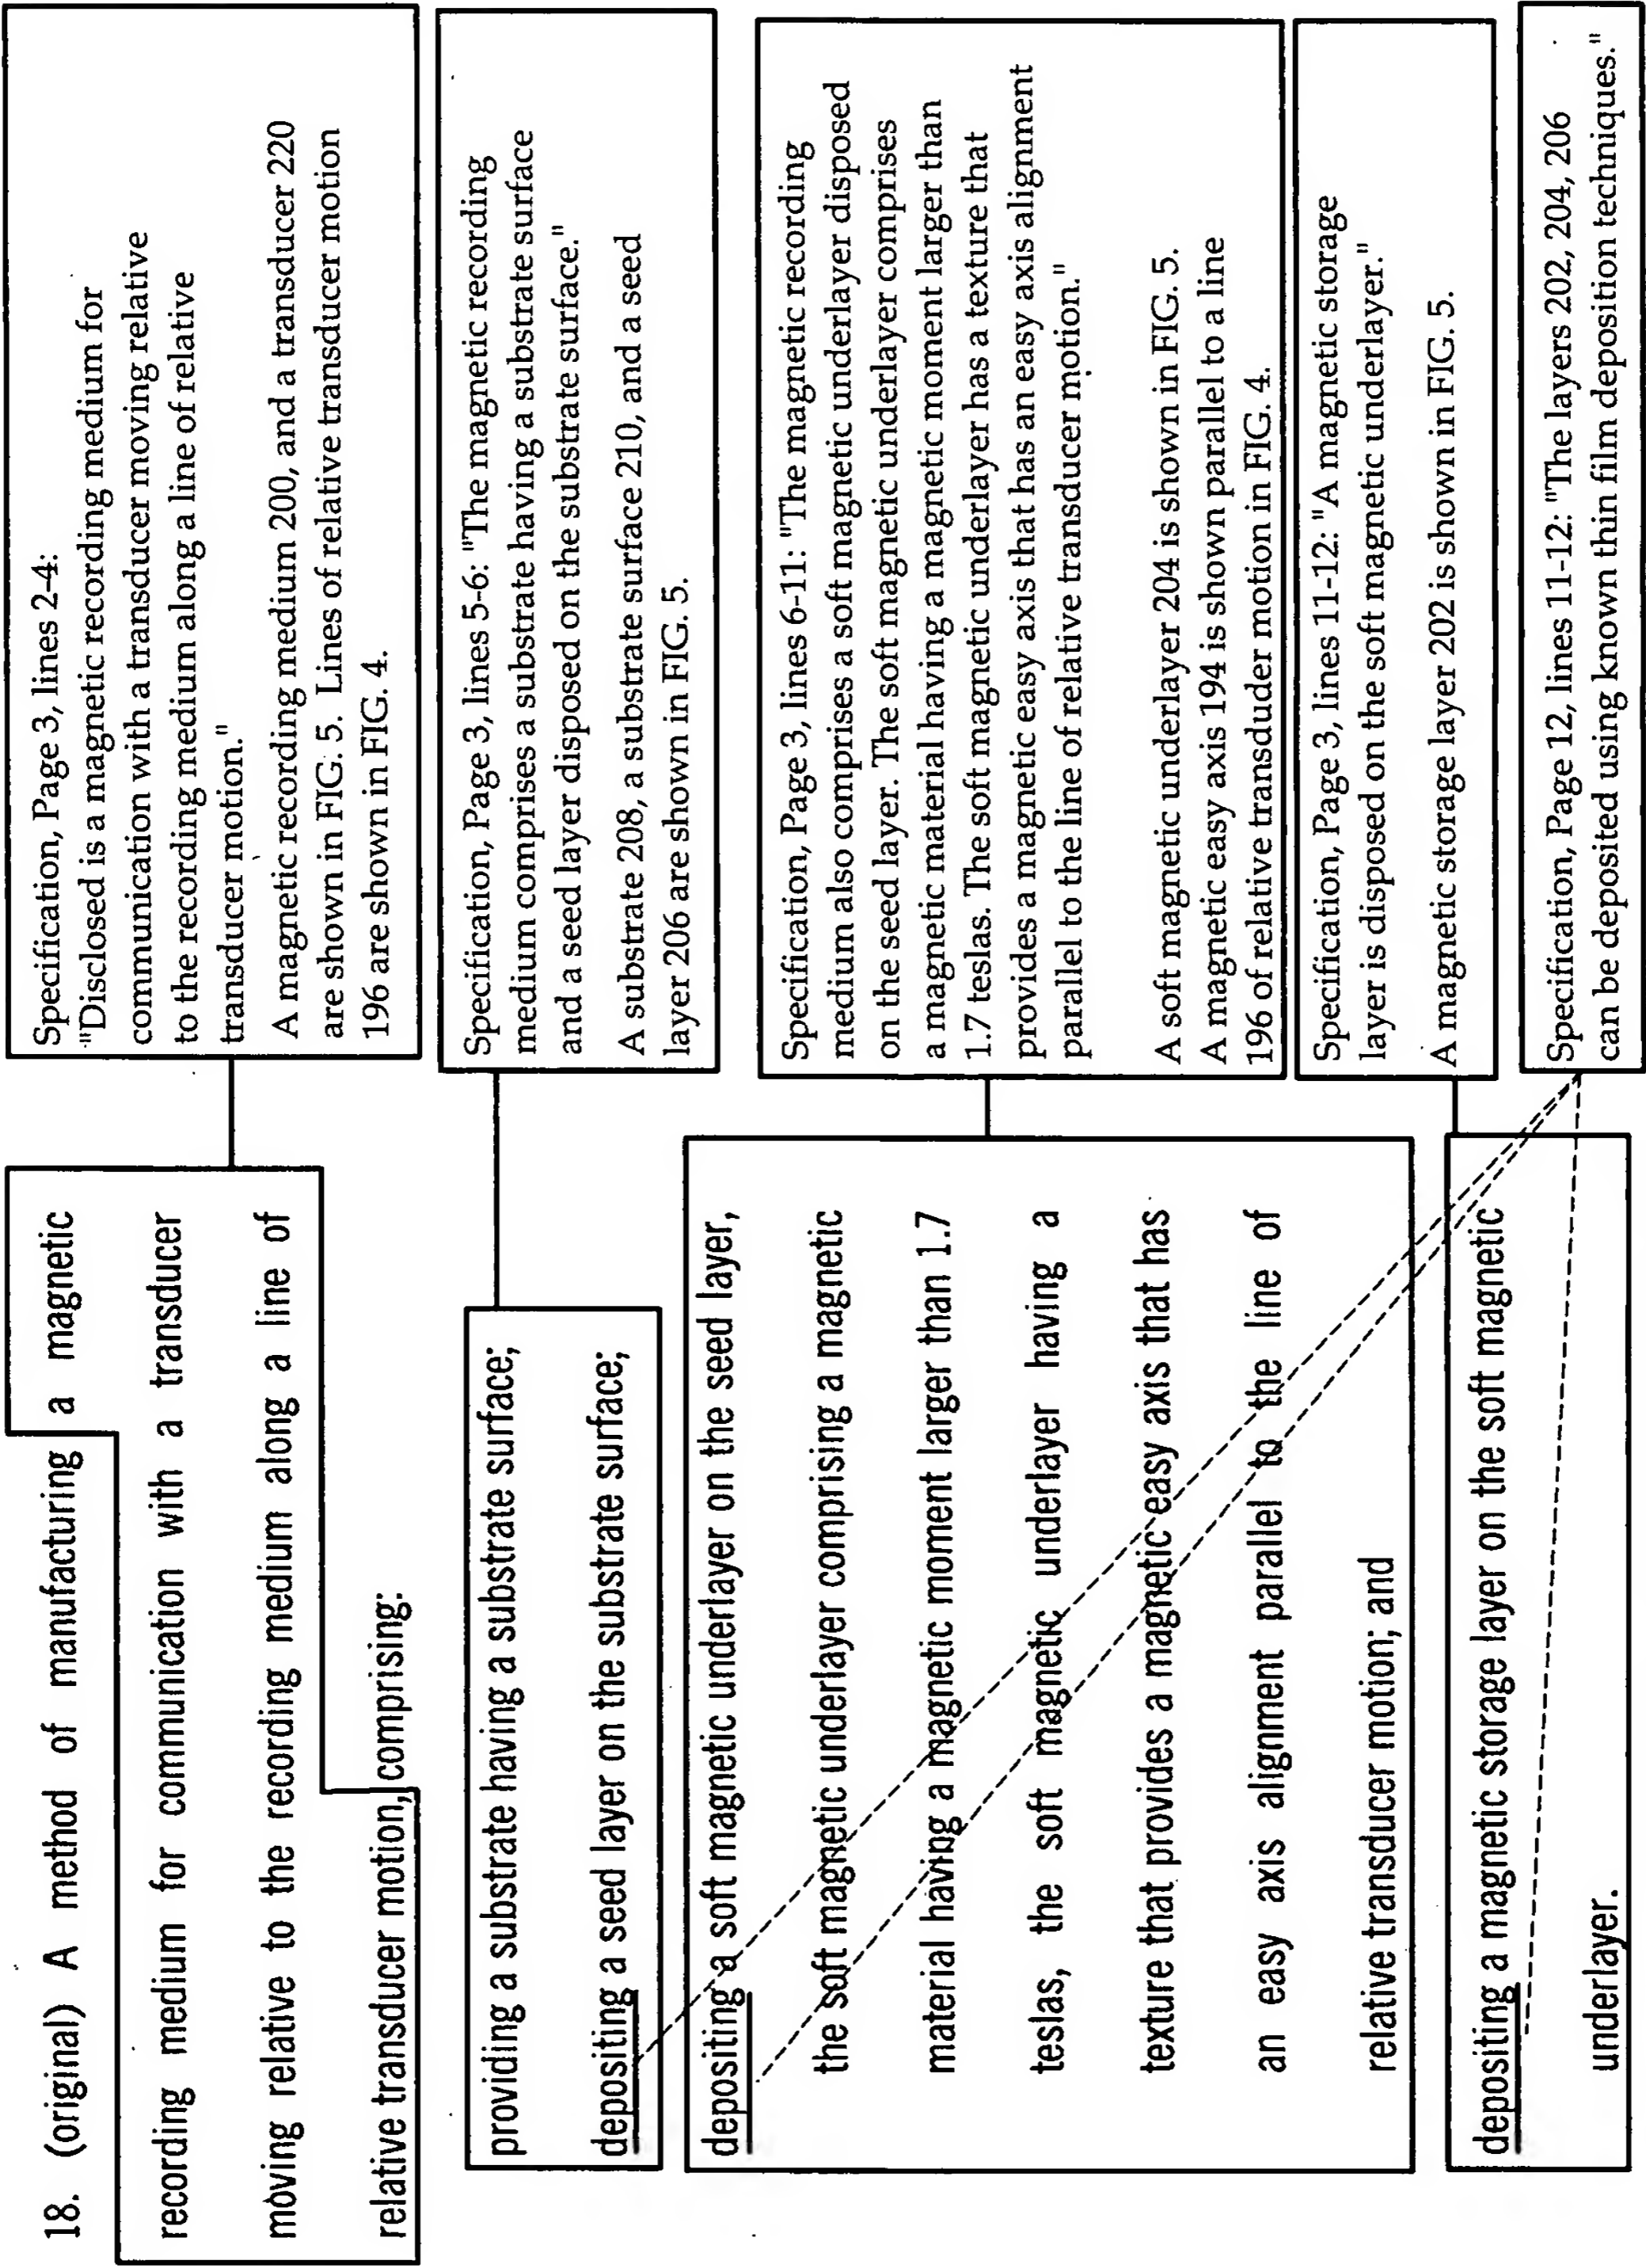 18. (original) A method of manufacturing a magnetic
recording medium for communication with a transducer
moving relative to the recording medium along a line of
relative transducer motion, comprising:
providing a substrate having a substrate surface;
depositing a seed layer on the substrate surface;
depositing a soft magnetic underlayer on the seed layer,
the soft magnetic underlayer comprising a magnetic
material having a magnetic moment larger than 1.7
teslas, the soft magnetic underlayer having a
texture that provides a magnetic easy axis that has
an easy axis alignment parallel to the line of
relative transducer motion; and
depositing a magnetic storage layer on the soft magnetic
underlayer.
Specification, Page 3, lines 2-4:
"Disclosed is a magnetic recording medium for
communication with a transducer moving relative
to the recording medium along a line of relative
transducer motion."
A magnetic recording medium 200, and a transducer 220
are shown in FIG. 5. Lines of relative transducer motion
196 are shown in FIG. 4.
Specification, Page 3, lines 5-6: "The magnetic recording
medium comprises a substrate having a substrate surface
and a seed layer disposed on the substrate surface."
A substrate 208, a substrate surface 210, and a seed
layer 206 are shown in FIG. 5.
Specification, Page 3, lines 6-11: "The magnetic recording
medium also comprises a soft magnetic underlayer disposed
on the seed layer. The soft magnetic underlayer comprises
a magnetic material having a magnetic moment larger than
1.7 teslas. The soft magnetic underlayer has a texture that
provides a magnetic easy axis that has an easy axis alignment
parallel to the line of relative transducer motion."
A soft magnetic underlayer 204 is shown in FIG. 5.
A magnetic easy axis 194 is shown parallel to a line
196 of relative transduder motion in FIG. 4.
Specification, Page 3, lines 11-12: "A magnetic storage
layer is disposed on the soft magnetic underlayer."
A magnetic storage layer 202 is shown in FIG. 5.
Specification, Page 12, lines 11-12: "The layers 202, 204, 206
can be deposited using known thin film deposition techniques."